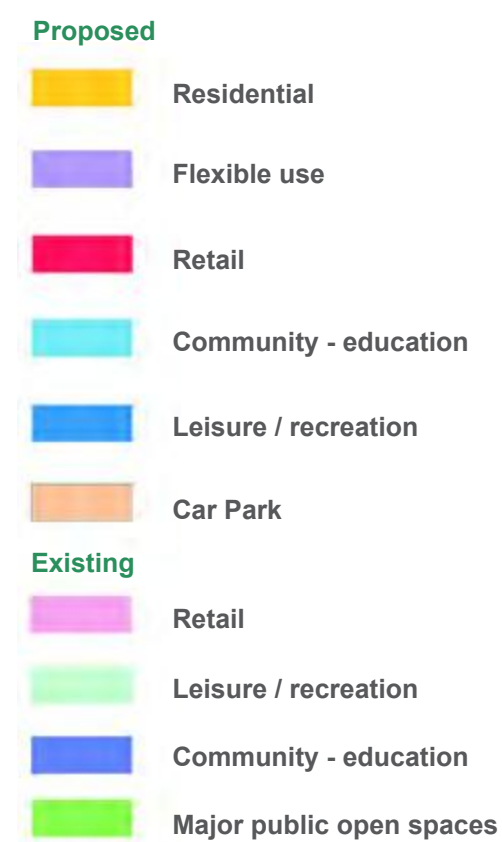 Proposed
Residential
Flexible use
Retail
Community - education
Leisure / recreation
Car Park
Existing
Retail
Leisure / recreation
Community - education
Major public open spaces